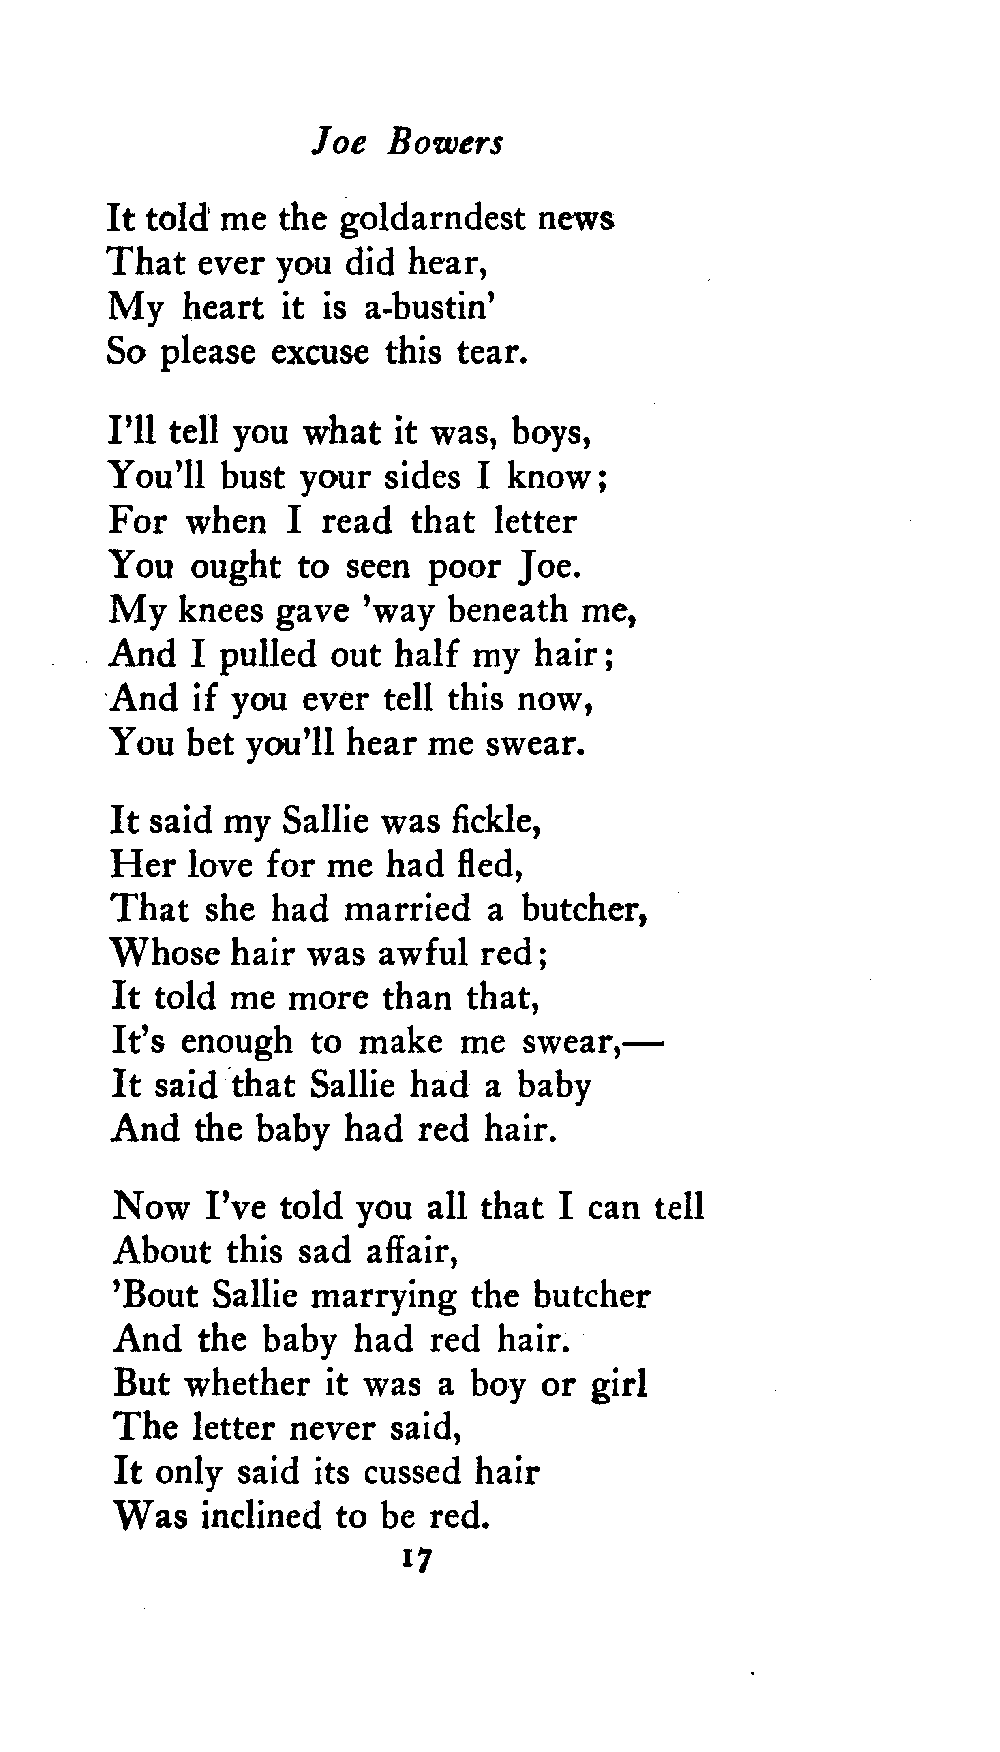 Joe Bowers
It told me the goldarndest news
That ever you did hear,
My heart it is a-bustin'
So please excuse this tear.
I'll tell you what it was, boys,
You'll bust your sides I know;
For when I read that letter
You ought to seen poor Joe.
My knees gave 'way beneath me,
And I pulled out half my hair;
And if you ever tell this now,
You bet you'll hear me swear.
It said my Sallie was fickle,
Her love for me had fled,
That she had married a butcher,
Whose hair was awful red;
It told me more than that,
It's enough to make me swear,—
It said that Sallie had a baby
And the baby had red hair.
Now I've told you all that I can tell
About this sad affair,
'Bout Sallie marrying the butcher
And the baby had red hair.
But whether it was a boy or girl
The letter never said,
It only said its cussed hair
Was inclined to be red.
17